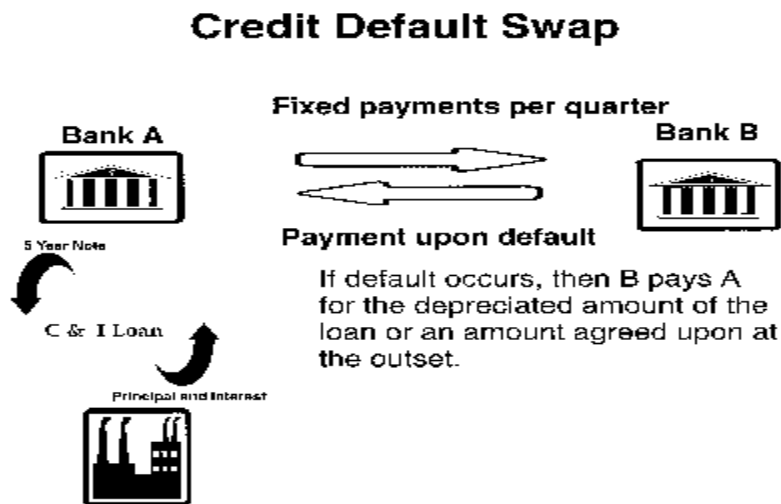 Credit Default Swap
Fixed payments per quarter
Bank A
Bank B
Payment upon default
5 Year Note
If default occurs, then B pays A
for the depreciated amount of the
loan or an amount agreed upon at
the outset.
C & I Loan
Principal and Interest